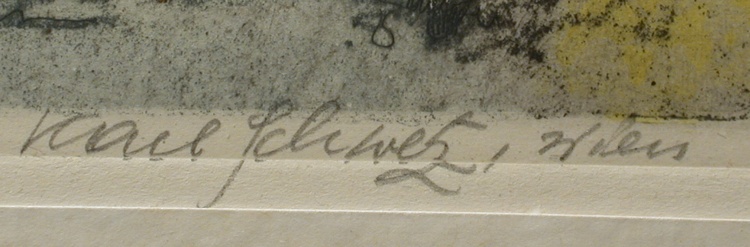 Karl Schwetz, Wien